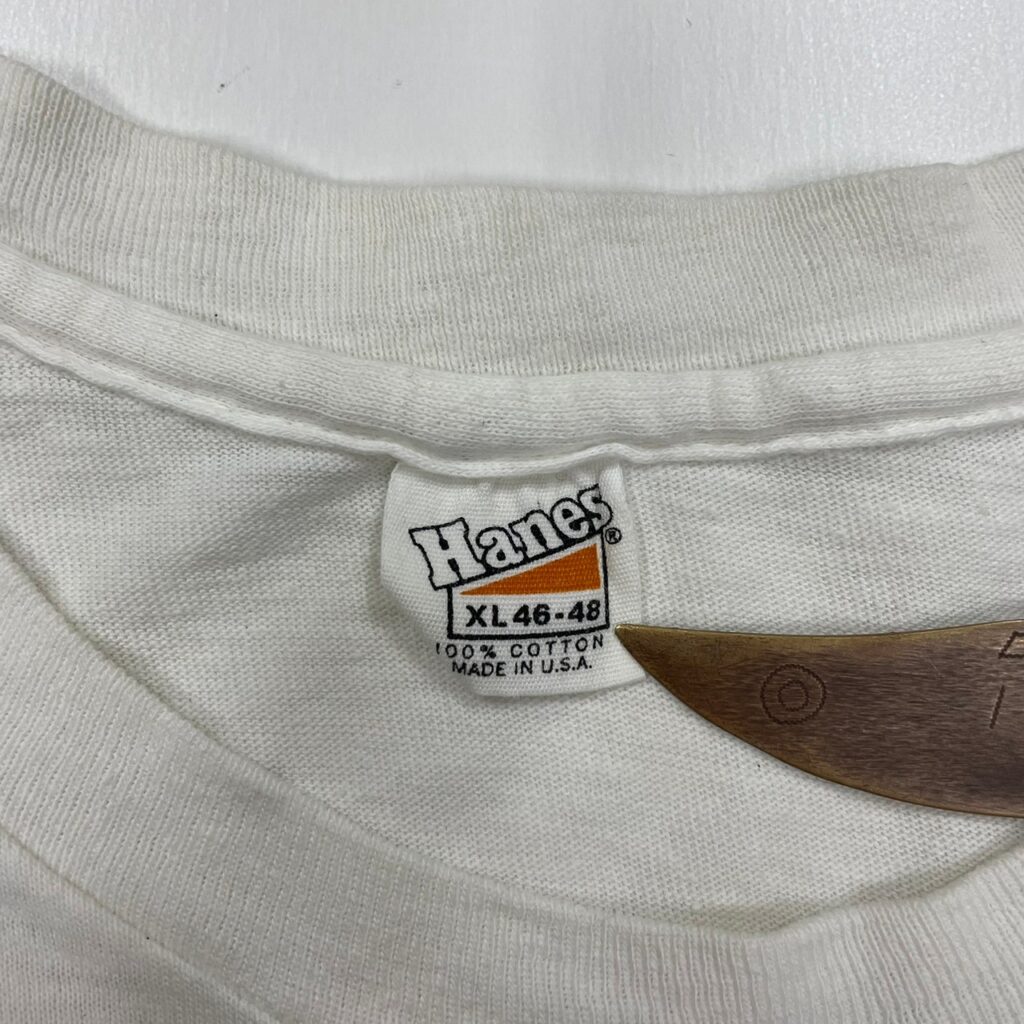 Hanes®
XL 46-48
100% COTTON
MADE IN U.S.A.